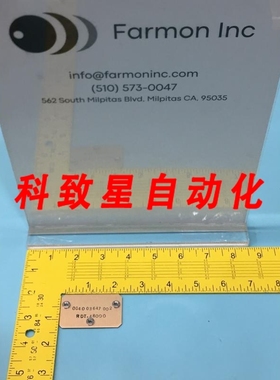 Farmon Inc
info@farmoninc.com
(510) 573-0047
562 South Milpitas Blvd, Milpitas CA, 95035
科致星自动化